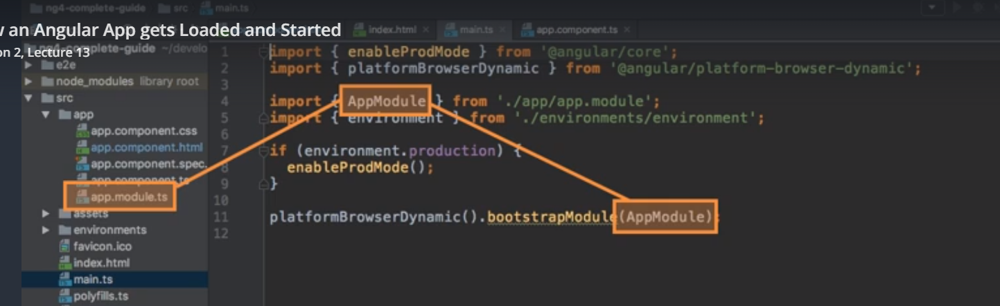 ng4-complete-guide src main.ts
an Angular App gets Loaded and Started
index.html main.ts app.component.ts
on 2, Lecture 13
ng4-complete-guide ~/develo
e2e
node_modules library root
src
app
app.component.css
app.component.html
app.component.spec.
app.component.ts
app.module.ts
assets
environments
favicon.ico
index.html
main.ts
polyfills.ts
1 import { enableProdMode } from '@angular/core';
2 import { platformBrowserDynamic } from '@angular/platform-browser-dynamic';
3
4 import { AppModule } from './app/app.module';
5 import { environment } from './environments/environment';
6
7 if (environment.production) {
8 enableProdMode();
9 }
10
11 platformBrowserDynamic().bootstrapModule(AppModule);
12